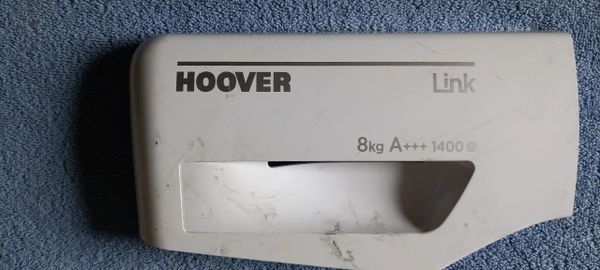 HOOVER Link
8kg A+++ 1400